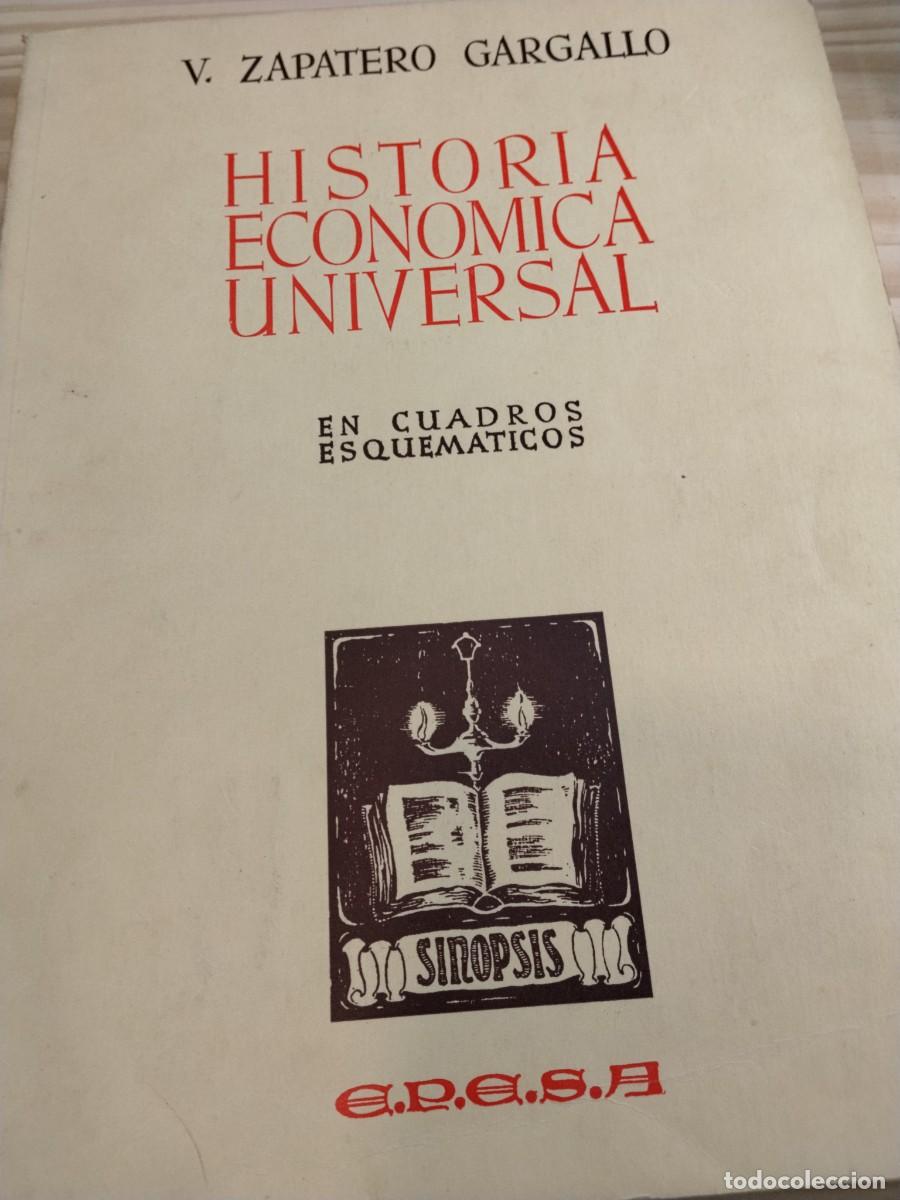 V. ZAPATERO GARGALLO
HISTORIA
ECONOMICA
UNIVERSAL
EN CUADROS
ESQUEMATICOS
SINOPSIS
E.P.E.S.A
todocoleccion